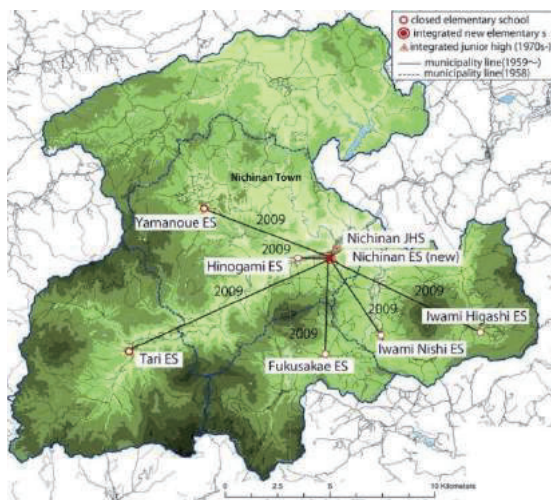 closed elementary school
integrated new elementary s
integrated junior high (1970s-)
municipality line(1959～)
municipality line(1958)
Nichinan Town
Yamanoue ES
2009
Nichinan JHS
Hinogami ES
2009
Nichinan ES (new)
2009
2009
2009
2009
Iwami Higashi ES
Tari ES
Fukusakae ES
Iwami Nishi ES
0
2.5
5
10 Kilometers